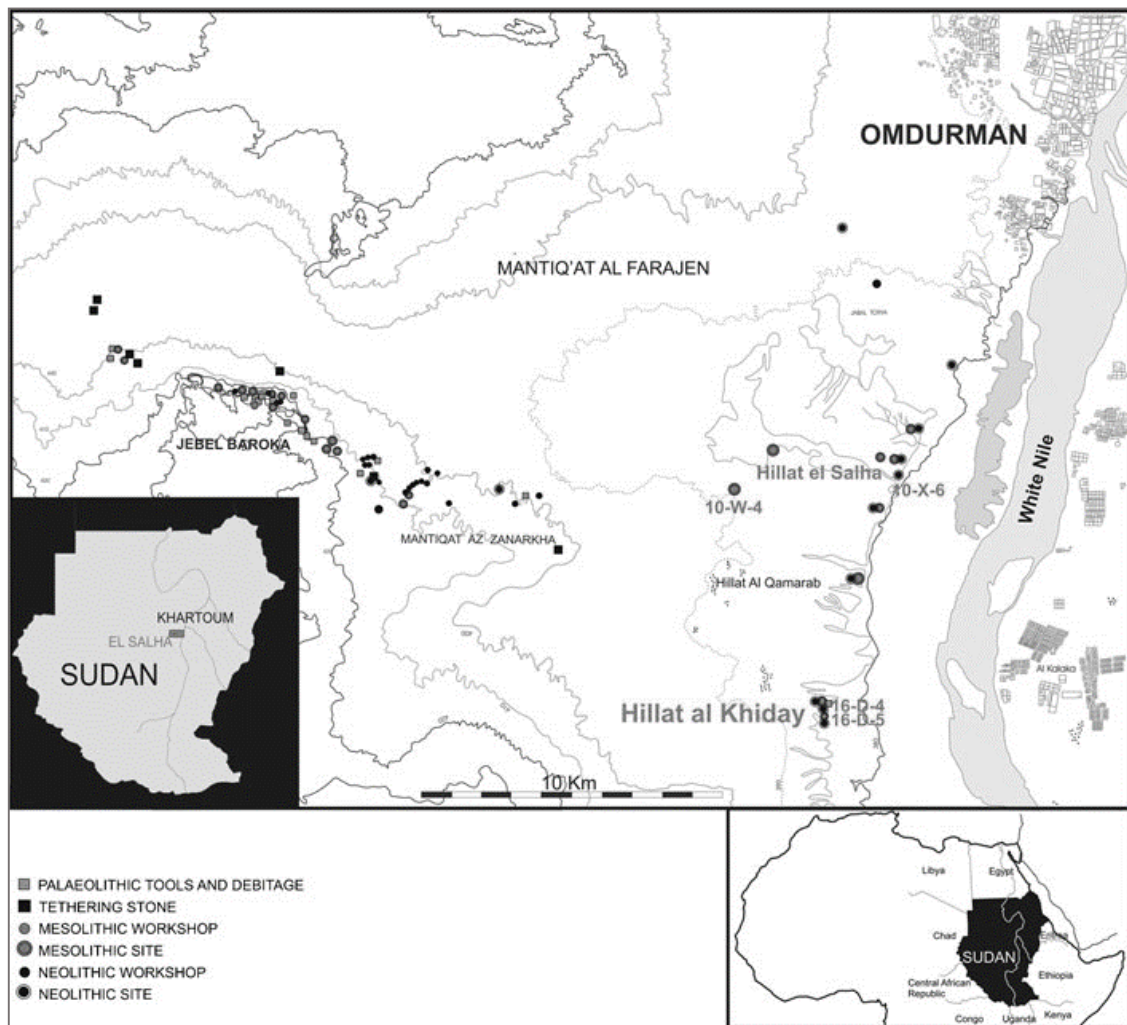 OMDURMAN
MANTIQ'AT AL FARAJEN
JABAL TORIA
JEBEL BAROKA
Hillat el Salha
10-X-6
10-W-4
White Nile
MANTIQAT AZ ZANARKHA
Hillat Al Qamarab
KHARTOUM
EL SALHA
SUDAN
Al Kalaka
Hillat al Khiday
16-D-4
16-D-5
10 Km
PALAEOLITHIC TOOLS AND DEBITAGE
TETHERING STONE
MESOLITHIC WORKSHOP
MESOLITHIC SITE
NEOLITHIC WORKSHOP
NEOLITHIC SITE
Libya
Egypt
Chad
Eritrea
SUDAN
Central African
Republic
Ethiopia
Congo
Uganda
Kenya